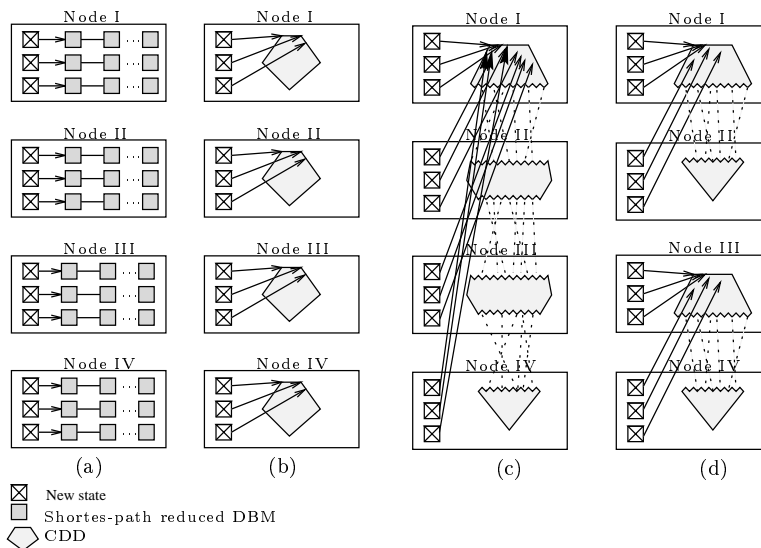 Node I Node I Node I Node I
Node II Node II Node II Node II
Node III Node III Node III Node III
Node IV Node IV Node IV Node IV
(a) (b) (c) (d)
New state
Shortes-path reduced DBM
CDD